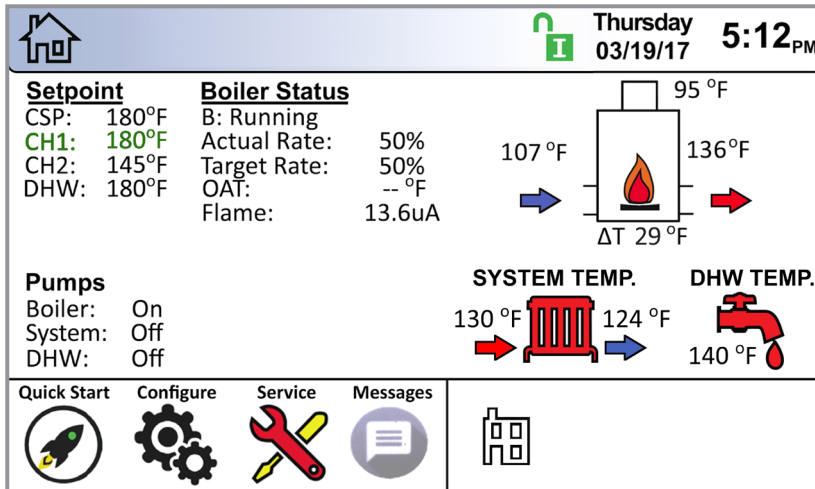 Thursday
03/19/17
5:12PM
I
Setpoint
CSP: 180°F
CH1: 180°F
CH2: 145°F
DHW: 180°F
Boiler Status
B: Running
Actual Rate: 50%
Target Rate: 50%
OAT: -- °F
Flame: 13.6uA
95 °F
107 °F
136°F
ΔT 29 °F
Pumps
Boiler: On
System: Off
DHW: Off
SYSTEM TEMP.
130 °F
124 °F
DHW TEMP.
140 °F
Quick Start
Configure
Service
Messages